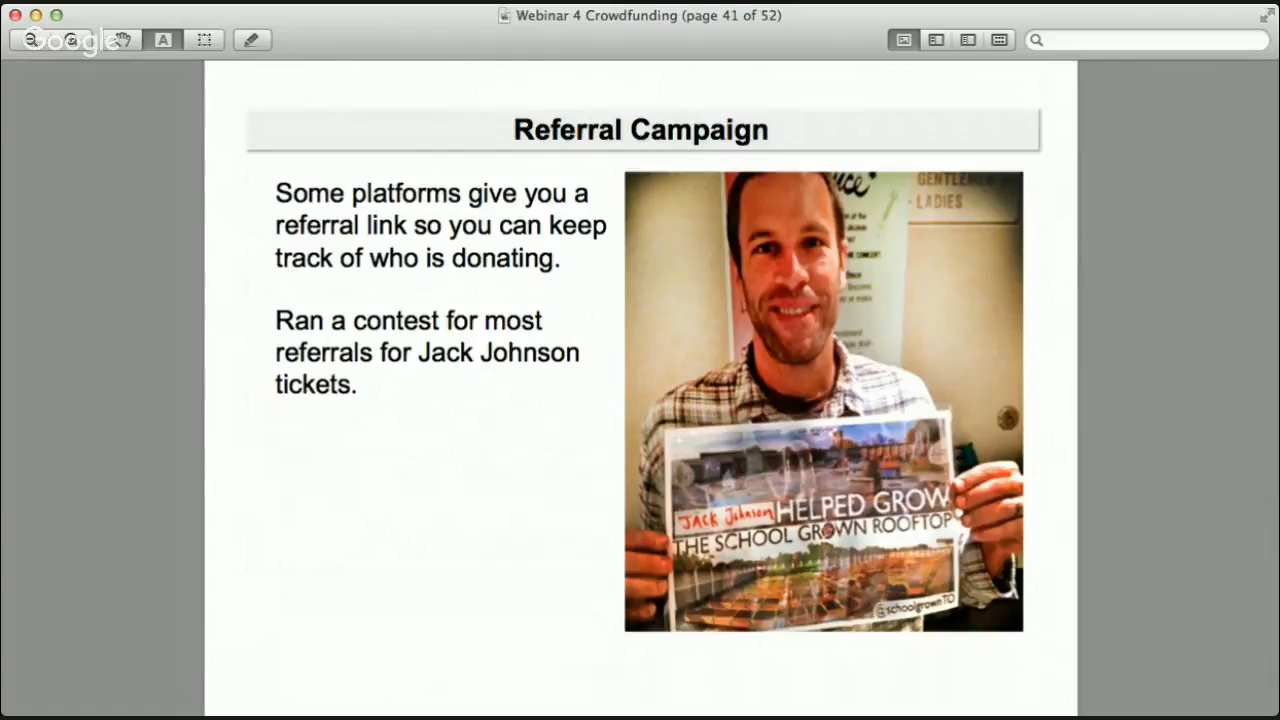 Webinar 4 Crowdfunding (page 41 of 52)
Google
A
Referral Campaign
Some platforms give you a
referral link so you can keep
track of who is donating.
Ran a contest for most
referrals for Jack Johnson
tickets.
GENTLEMEN
- LADIES
JACK Johnson HELPED GROW
THE SCHOOL GROWN ROOFTOP
@schoolgrownTO